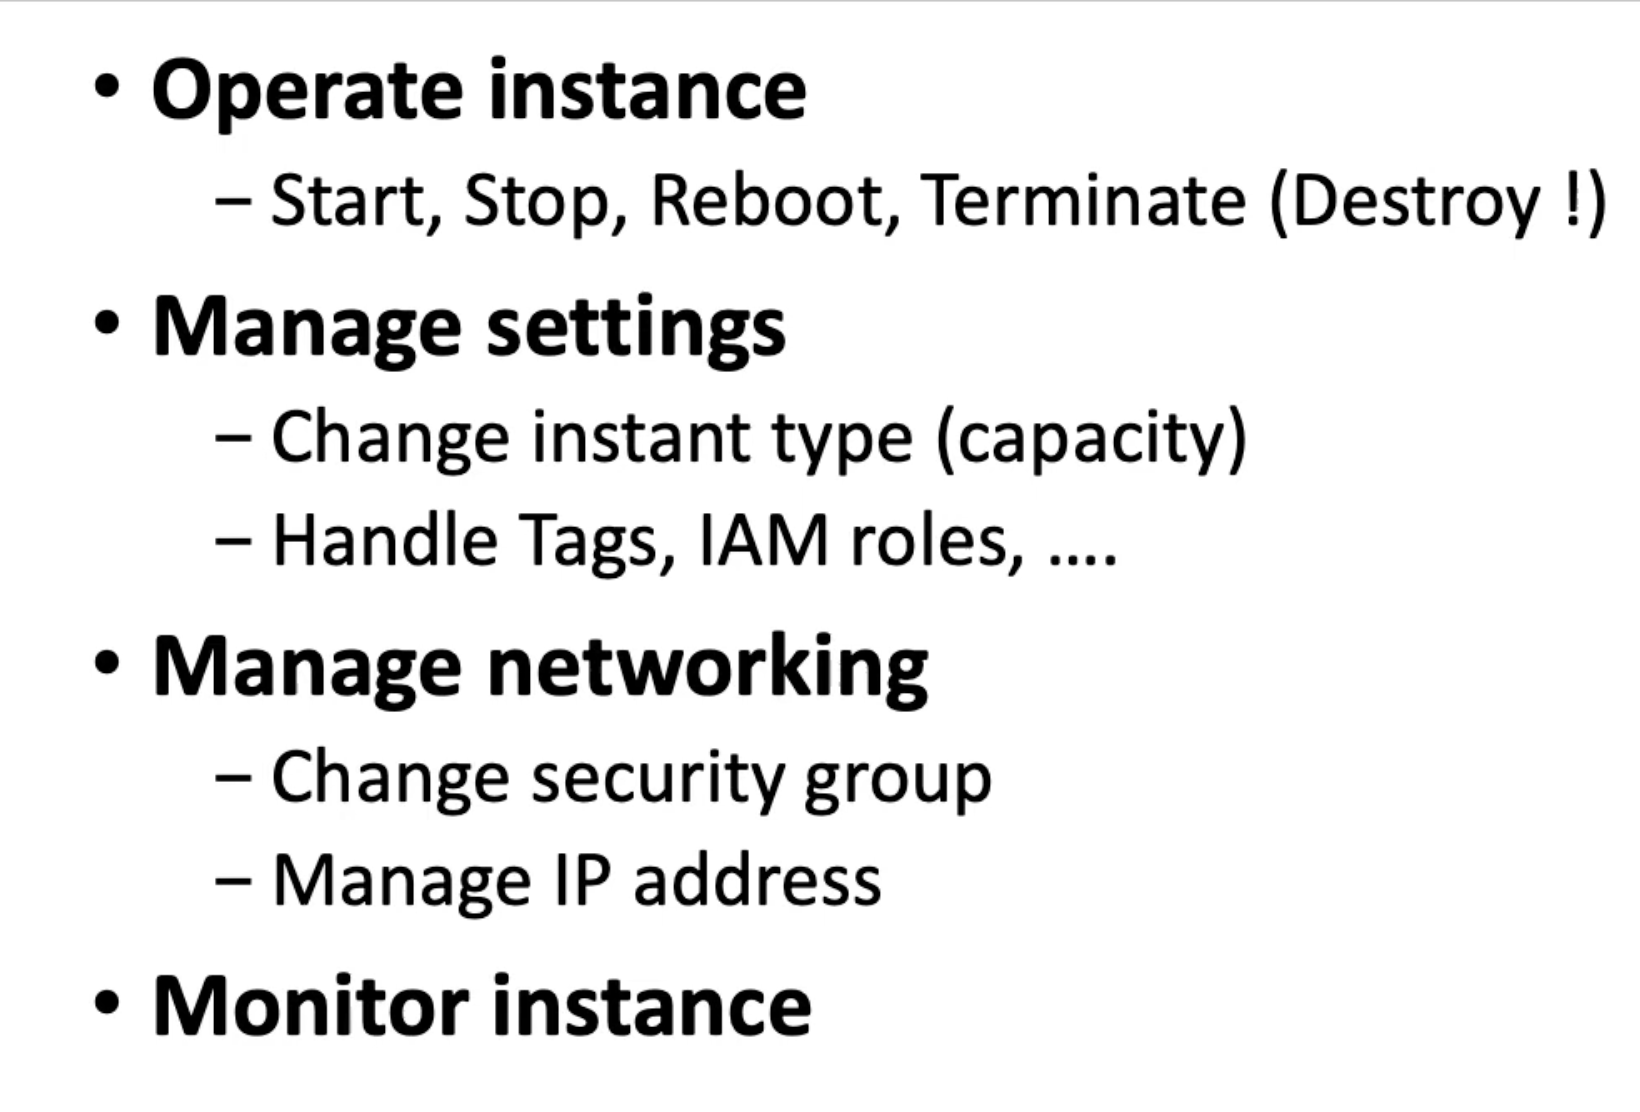 • Operate instance
– Start, Stop, Reboot, Terminate (Destroy !)
• Manage settings
– Change instant type (capacity)
– Handle Tags, IAM roles, ....
• Manage networking
– Change security group
– Manage IP address
• Monitor instance